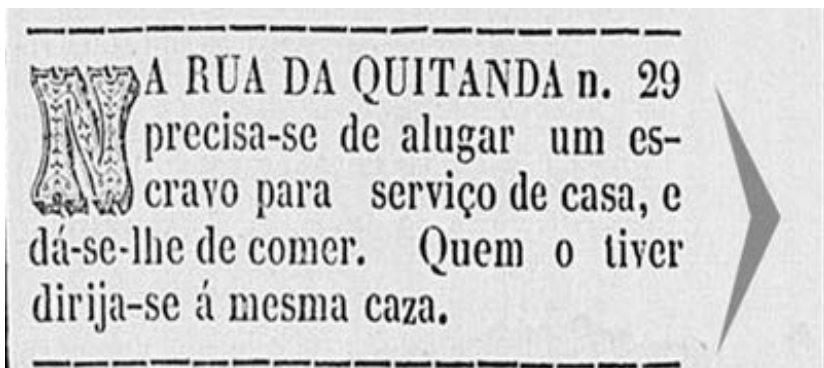 NA RUA DA QUITANDA n. 29
precisa-se de alugar um es-
cravo para serviço de casa, e
dá-se-lhe de comer. Quem o tiver
dirija-se á mesma caza.